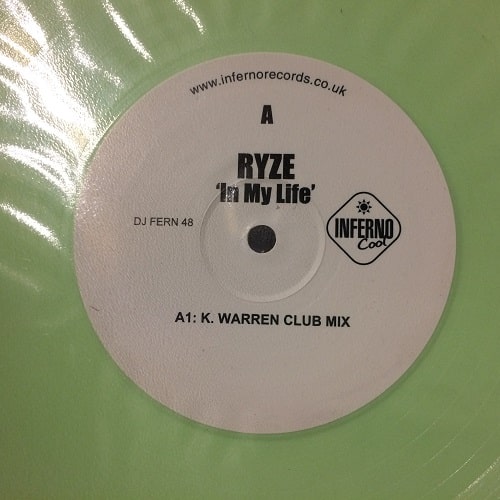 www.infernorecords.co.uk
A
RYZE
'In My Life'
DJ FERN 48
INFERNO
Cool
A1: K. WARREN CLUB MIX